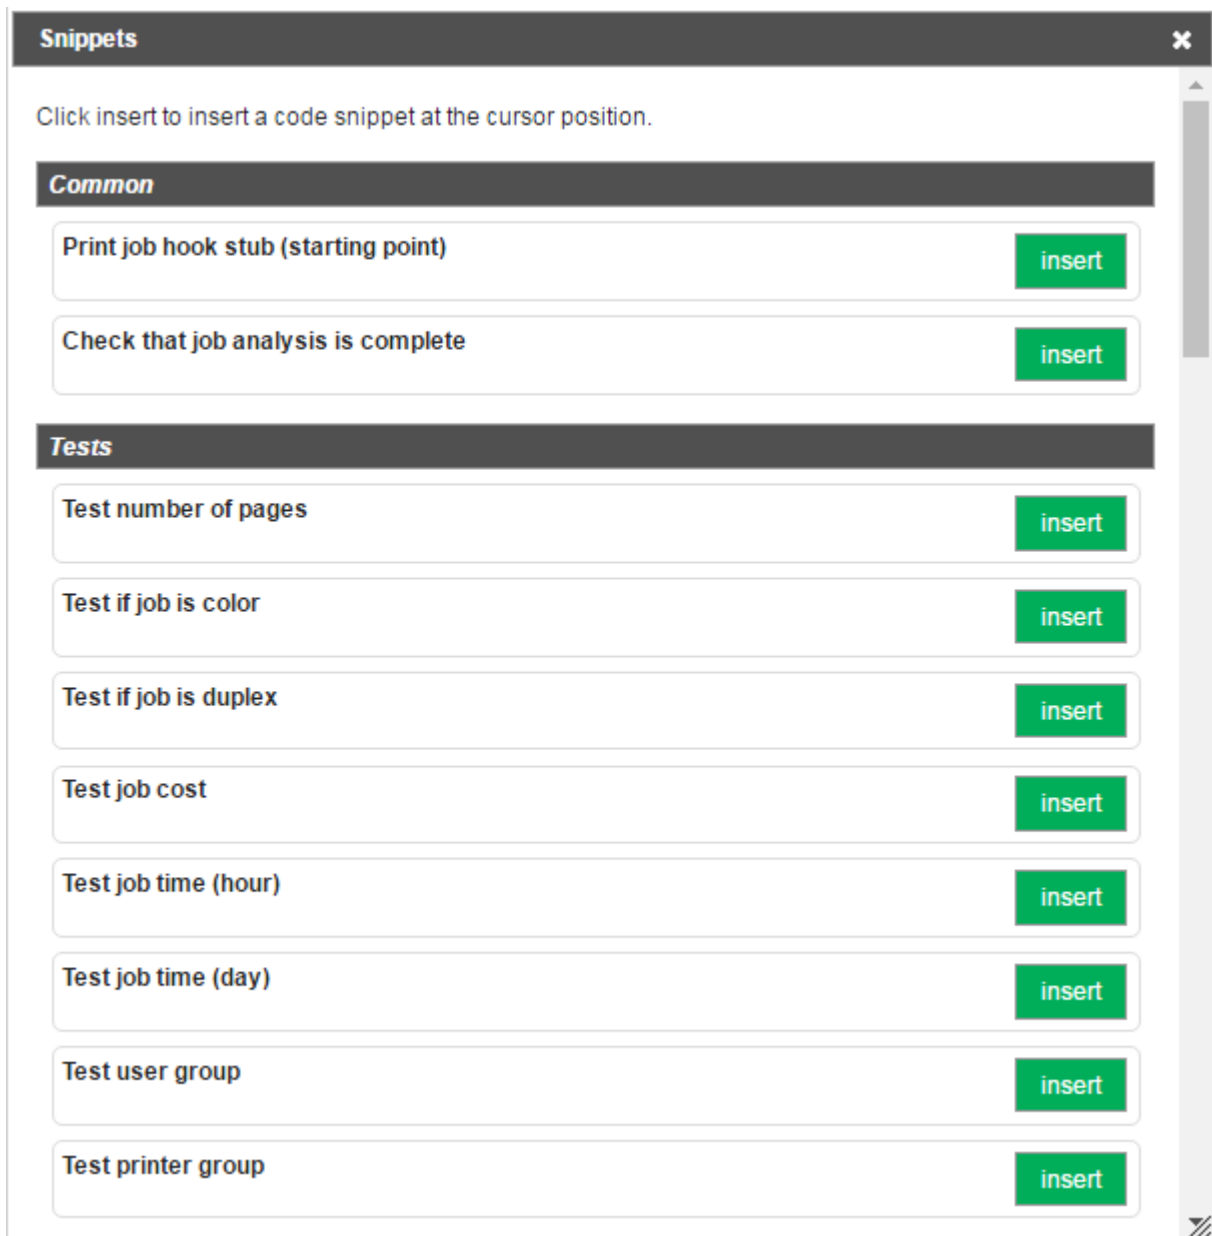 Snippets
Click insert to insert a code snippet at the cursor position.
Common
Print job hook stub (starting point)
insert
Check that job analysis is complete
insert
Tests
Test number of pages
insert
Test if job is color
insert
Test if job is duplex
insert
Test job cost
insert
Test job time (hour)
insert
Test job time (day)
insert
Test user group
insert
Test printer group
insert